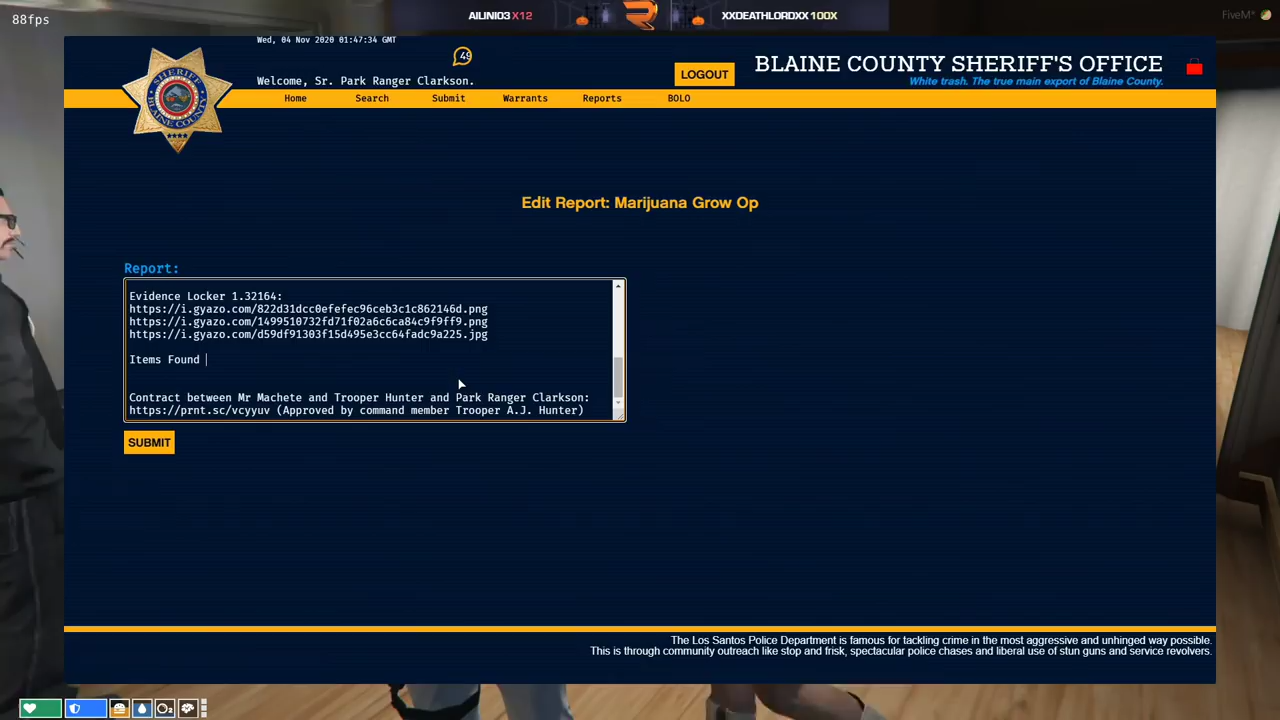 88fps
AILINIO3 X12
XXDEATHLORDXX 100X
FiveM®
Wed, 04 Nov 2020 01:47:34 GMT
Welcome, Sr. Park Ranger Clarkson.
LOGOUT
BLAINE COUNTY SHERIFF'S OFFICE
White trash. The true main export of Blaine County.
SHERIFF
BLAINE COUNTY
Home Search Submit Warrants Reports BOLO
Edit Report: Marijuana Grow Op
Report:
Evidence Locker 1.32164:
https://i.gyazo.com/822d31dcc0efefec96ceb3c1c862146d.png
https://i.gyazo.com/1499510732fd71f02a6c6ca84c9f9ff9.png
https://i.gyazo.com/d59df91303f15d495e3cc64fadc9a225.jpg
Items Found
Contract between Mr Machete and Trooper Hunter and Park Ranger Clarkson:
https://prnt.sc/vcyyuv (Approved by command member Trooper A.J. Hunter)
SUBMIT
The Los Santos Police Department is famous for tackling crime in the most aggressive and unhinged way possible.
This is through community outreach like stop and frisk, spectacular police chases and liberal use of stun guns and service revolvers.
O2